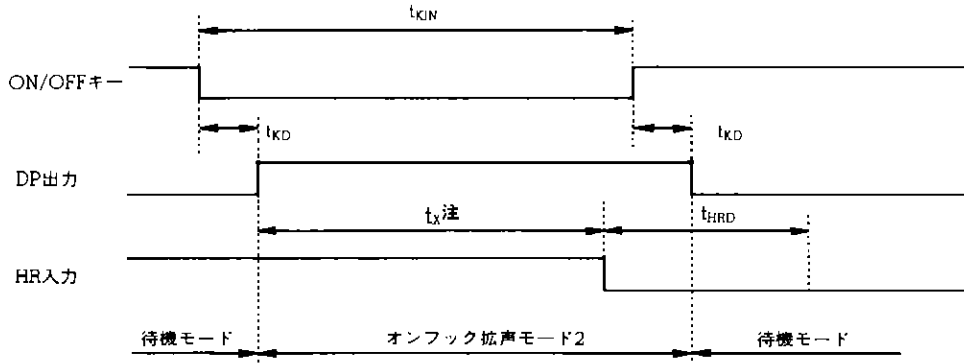 tKIN
ON/OFFキー
tKD
tKD
DP出力
tX注
tHRD
HR入力
待機モード
オンフック拡声モード2
待機モード